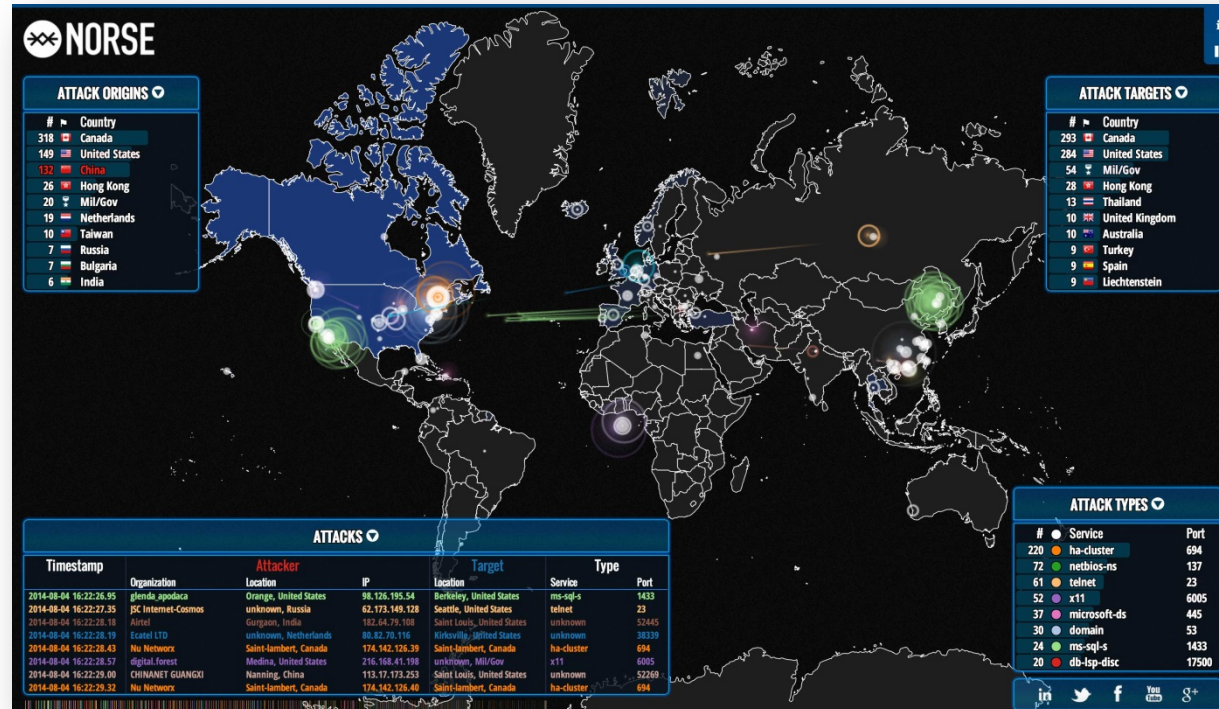 NORSE
ATTACK ORIGINS
# Country
318 Canada
149 United States
132 China
26 Hong Kong
20 Mil/Gov
19 Netherlands
10 Taiwan
7 Russia
7 Bulgaria
6 India
ATTACK TARGETS
# Country
293 Canada
284 United States
54 Mil/Gov
28 Hong Kong
13 Thailand
10 United Kingdom
10 Australia
9 Turkey
9 Spain
9 Liechtenstein
ATTACKS
Timestamp Attacker Target Type
Organization Location IP Location Service Port
2014-08-04 16:22:26.95 glenda_apodaca Orange, United States 98.126.195.54 Berkeley, United States ms-sql-s 1433
2014-08-04 16:22:27.35 JSC Internet-Cosmos unknown, Russia 62.173.149.128 Seattle, United States telnet 23
2014-08-04 16:22:28.18 Airtel Gurgaon, India 182.64.79.108 Saint Louis, United States unknown 52445
2014-08-04 16:22:28.19 Ecatel LTD unknown, Netherlands 80.82.70.116 Kirksville, United States unknown 38339
2014-08-04 16:22:28.43 Nu Networx Saint-lambert, Canada 174.142.126.39 Saint-lambert, Canada ha-cluster 694
2014-08-04 16:22:28.57 digital.forest Medina, United States 216.168.41.198 unknown, Mil/Gov x11 6005
2014-08-04 16:22:29.00 CHINANET GUANGXI Nanning, China 113.17.173.253 Saint Louis, United States unknown 52269
2014-08-04 16:22:29.32 Nu Networx Saint-lambert, Canada 174.142.126.40 Saint-lambert, Canada ha-cluster 694
ATTACK TYPES
# Service Port
220 ha-cluster 694
72 netbios-ns 137
61 telnet 23
52 x11 6005
37 microsoft-ds 445
30 domain 53
24 ms-sql-s 1433
20 db-lsp-disc 17500
in f You Tube g+